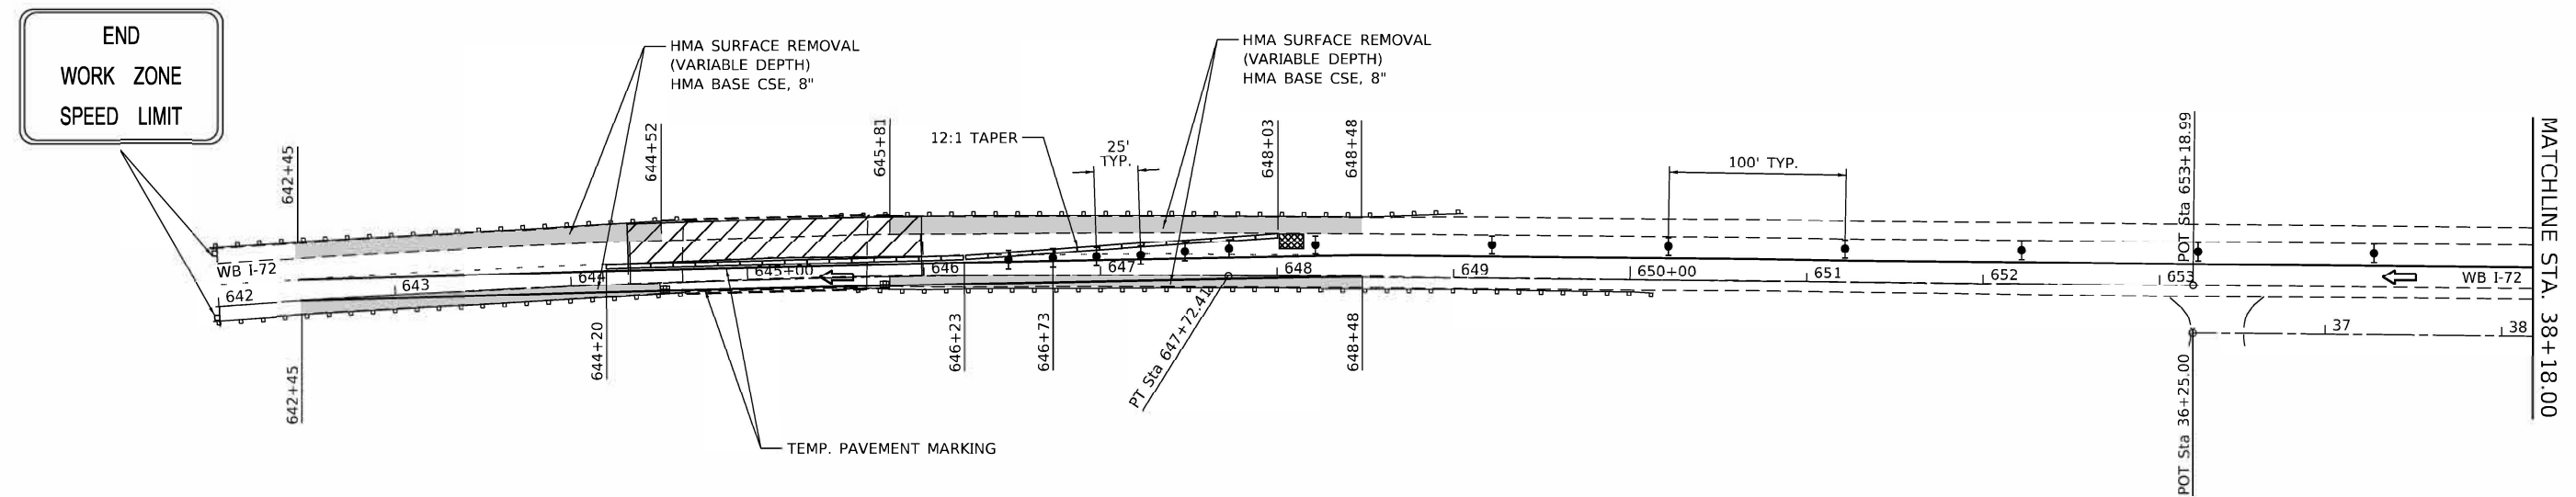 END
WORK ZONE
SPEED LIMIT
HMA SURFACE REMOVAL
(VARIABLE DEPTH)
HMA BASE CSE, 8"
HMA SURFACE REMOVAL
(VARIABLE DEPTH)
HMA BASE CSE, 8"
642+45
644+52
645+81
12:1 TAPER
25'
TYP.
648+03
648+48
100' TYP.
POT Sta 653+18.99
MATCHLINE STA. 38+18.00
WB I-72
642
643
644
645+00
646
647
648
649
650+00
651
652
653
WB I-72
37
38
642+45
644+20
646+23
646+73
PT Sta 647+72.41
648+48
POT Sta 36+25.00
TEMP. PAVEMENT MARKING